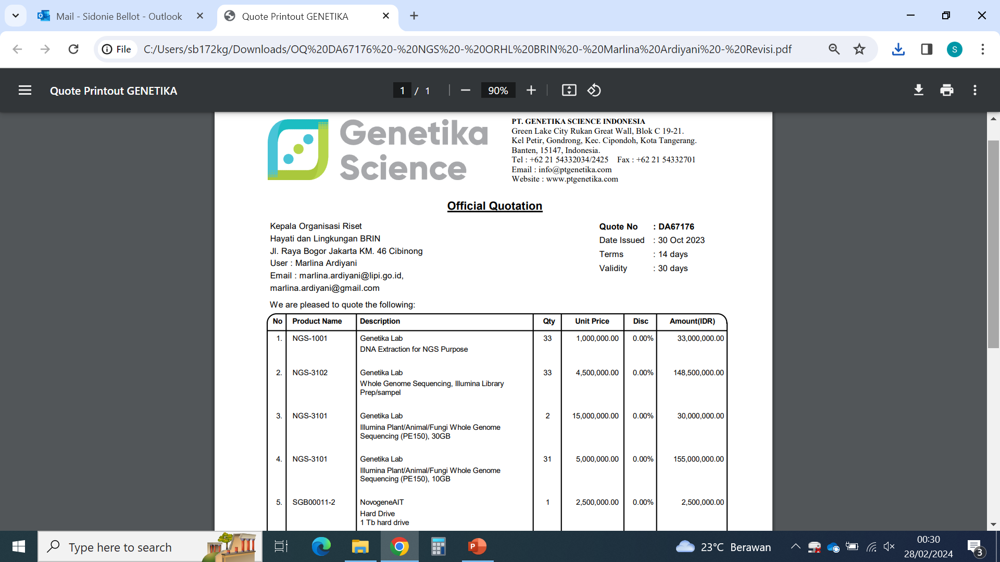 Mail - Sidonie Bellot - Outlook
Quote Printout GENETIKA
File
C:/Users/sb172kg/Downloads/OQ%20DA67176%20-%20NGS%20-%20ORHL%20BRIN%20-%20Marlina%20Ardiyani%20-%20Revisi.pdf
S
Quote Printout GENETIKA
1 / 1
90%
Genetika
Science
PT. GENETIKA SCIENCE INDONESIA
Green Lake City Rukan Great Wall, Blok C 19-21.
Kel Petir, Gondrong, Kec. Cipondoh, Kota Tangerang.
Banten, 15147, Indonesia.
Tel : +62 21 54332034/2425 Fax : +62 21 54332701
Email : info@ptgenetika.com
Website : www.ptgenetika.com
Official Quotation
Kepala Organisasi Riset
Hayati dan Lingkungan BRIN
Jl. Raya Bogor Jakarta KM. 46 Cibinong
User : Marlina Ardiyani
Email : marlina.ardiyani@lipi.go.id,
marlina.ardiyani@gmail.com
Quote No : DA67176
Date Issued : 30 Oct 2023
Terms : 14 days
Validity : 30 days
We are pleased to quote the following:
No Product Name Description Qty Unit Price Disc Amount(IDR)
1. NGS-1001 Genetika Lab 33 1,000,000.00 0.00% 33,000,000.00
DNA Extraction for NGS Purpose
2. NGS-3102 Genetika Lab 33 4,500,000.00 0.00% 148,500,000.00
Whole Genome Sequencing, Illumina Library
Prep/sampel
3. NGS-3101 Genetika Lab 2 15,000,000.00 0.00% 30,000,000.00
Illumina Plant/Animal/Fungi Whole Genome
Sequencing (PE150), 30GB
4. NGS-3101 Genetika Lab 31 5,000,000.00 0.00% 155,000,000.00
Illumina Plant/Animal/Fungi Whole Genome
Sequencing (PE150), 10GB
5. SGB00011-2 NovogeneAIT 1 2,500,000.00 0.00% 2,500,000.00
Hard Drive
1 Tb hard drive
Type here to search
23°C Berawan
00:30
28/02/2024
3